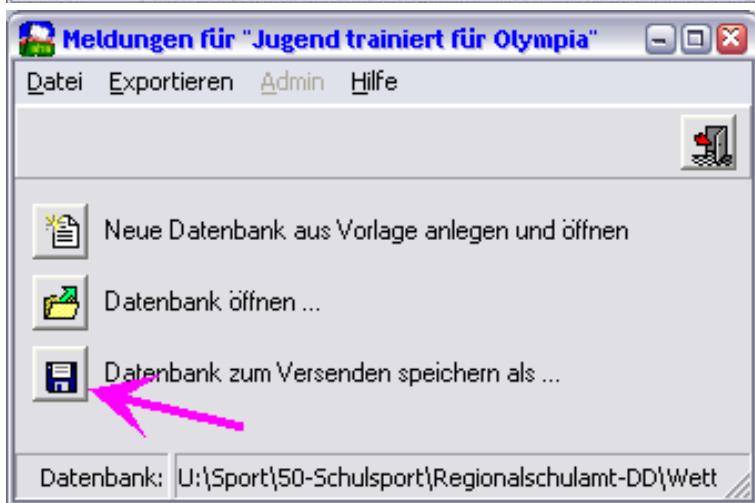 Meldungen für "Jugend trainiert für Olympia"
Datei Exportieren Admin Hilfe
Neue Datenbank aus Vorlage anlegen und öffnen
Datenbank öffnen ...
Datenbank zum Versenden speichern als ...
Datenbank: U:\Sport\50-Schulsport\Regionalschulamt-DD\Wett